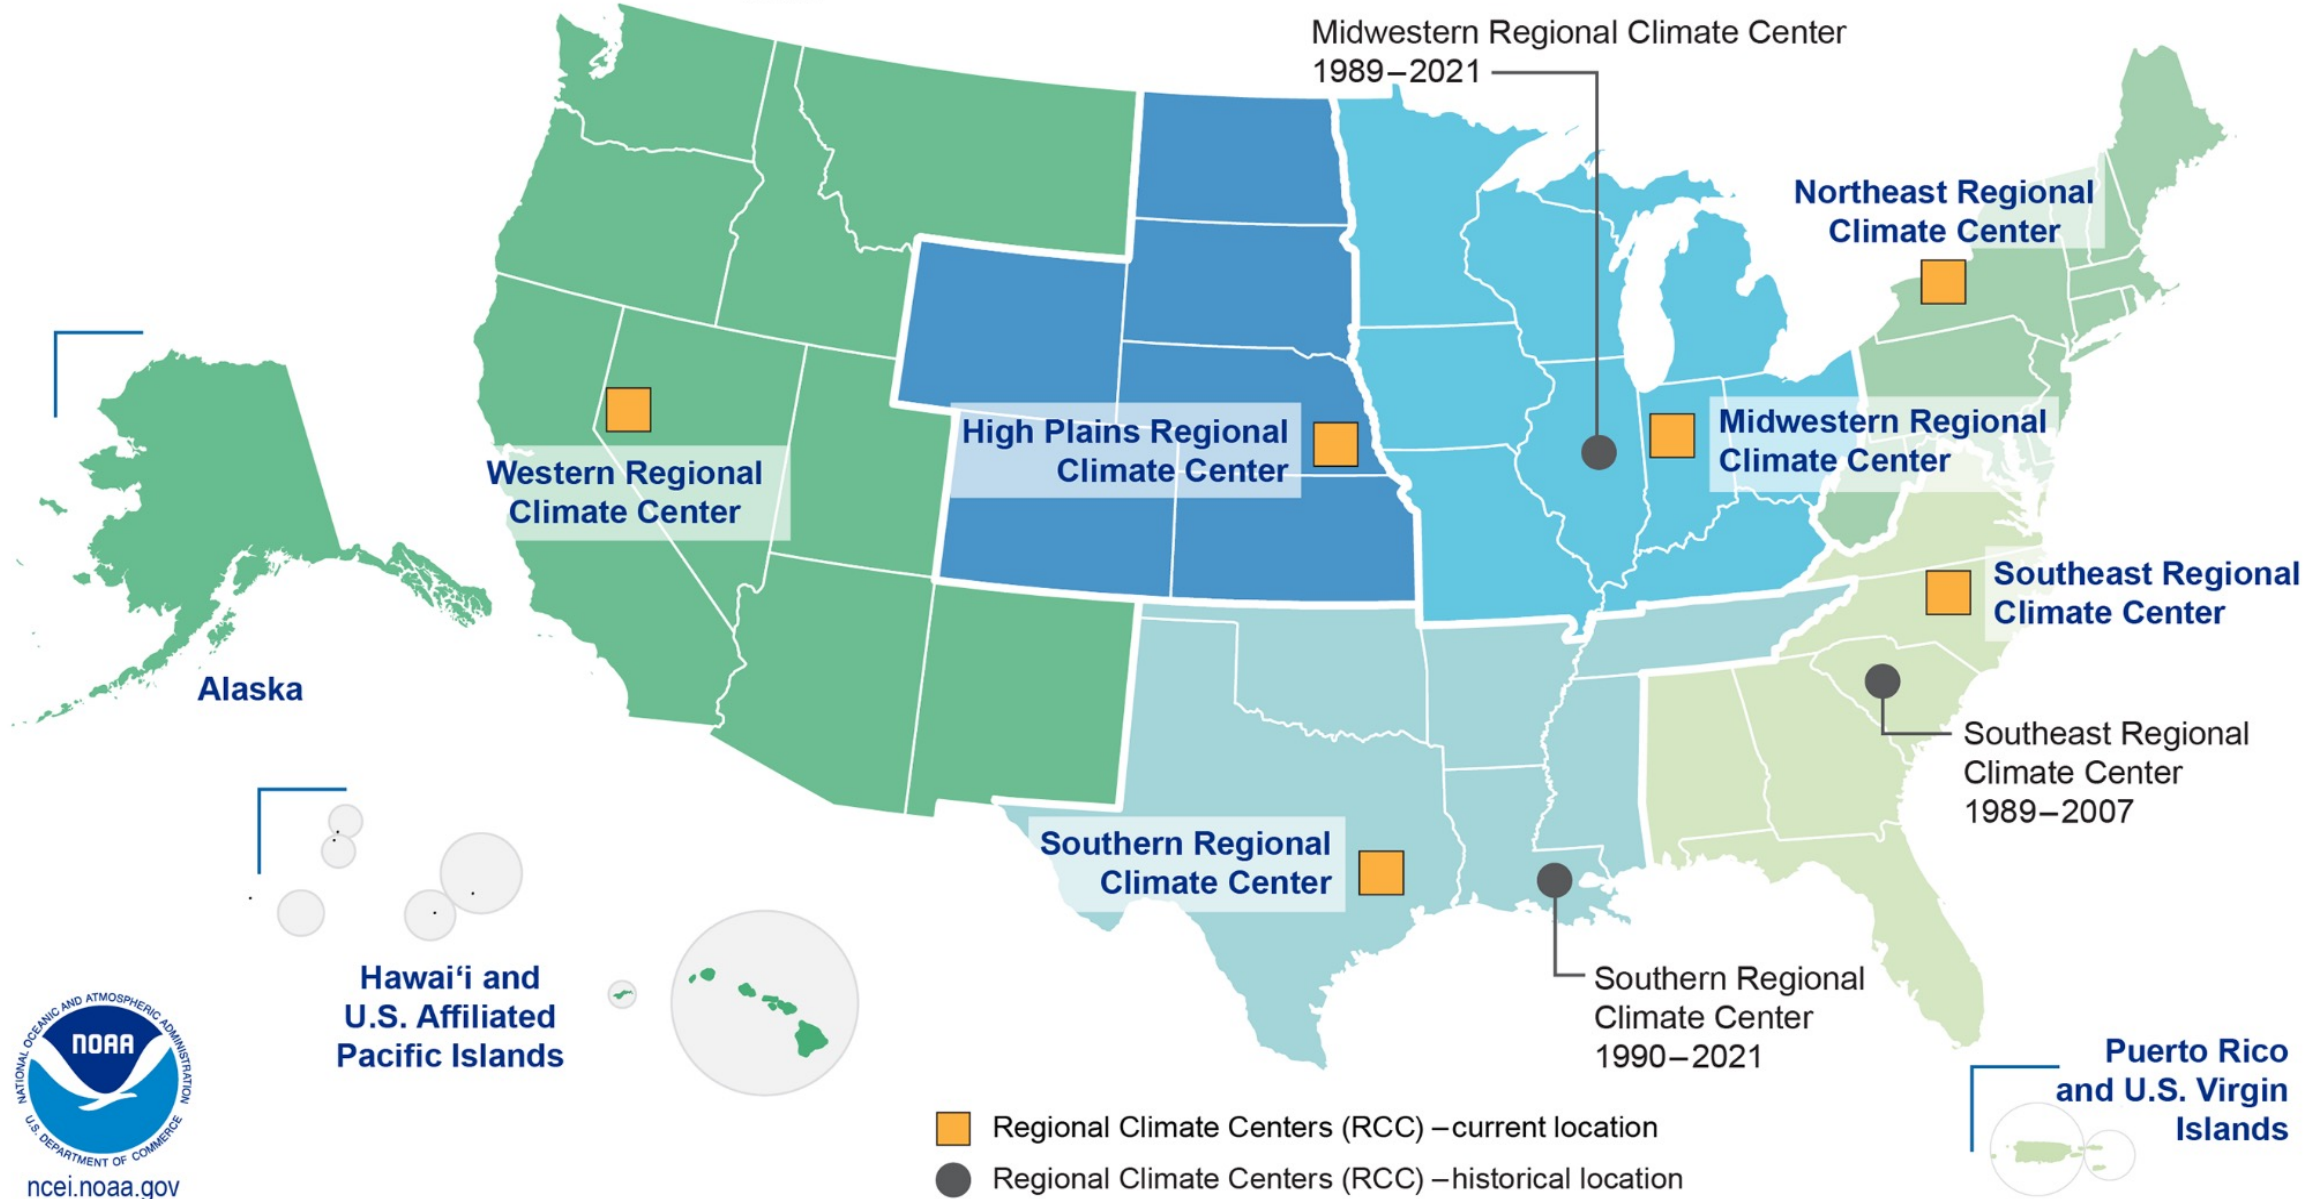 Midwestern Regional Climate Center
1989–2021
Northeast Regional
Climate Center
High Plains Regional
Climate Center
Midwestern Regional
Climate Center
Western Regional
Climate Center
Southeast Regional
Climate Center
Alaska
Southeast Regional
Climate Center
1989–2007
Southern Regional
Climate Center
Hawai‘i and
U.S. Affiliated
Pacific Islands
Southern Regional
Climate Center
1990–2021
Puerto Rico
and U.S. Virgin
Islands
NATIONAL OCEANIC AND ATMOSPHERIC ADMINISTRATION
NOAA
U.S. DEPARTMENT OF COMMERCE
ncei.noaa.gov
Regional Climate Centers (RCC) –current location
Regional Climate Centers (RCC) –historical location